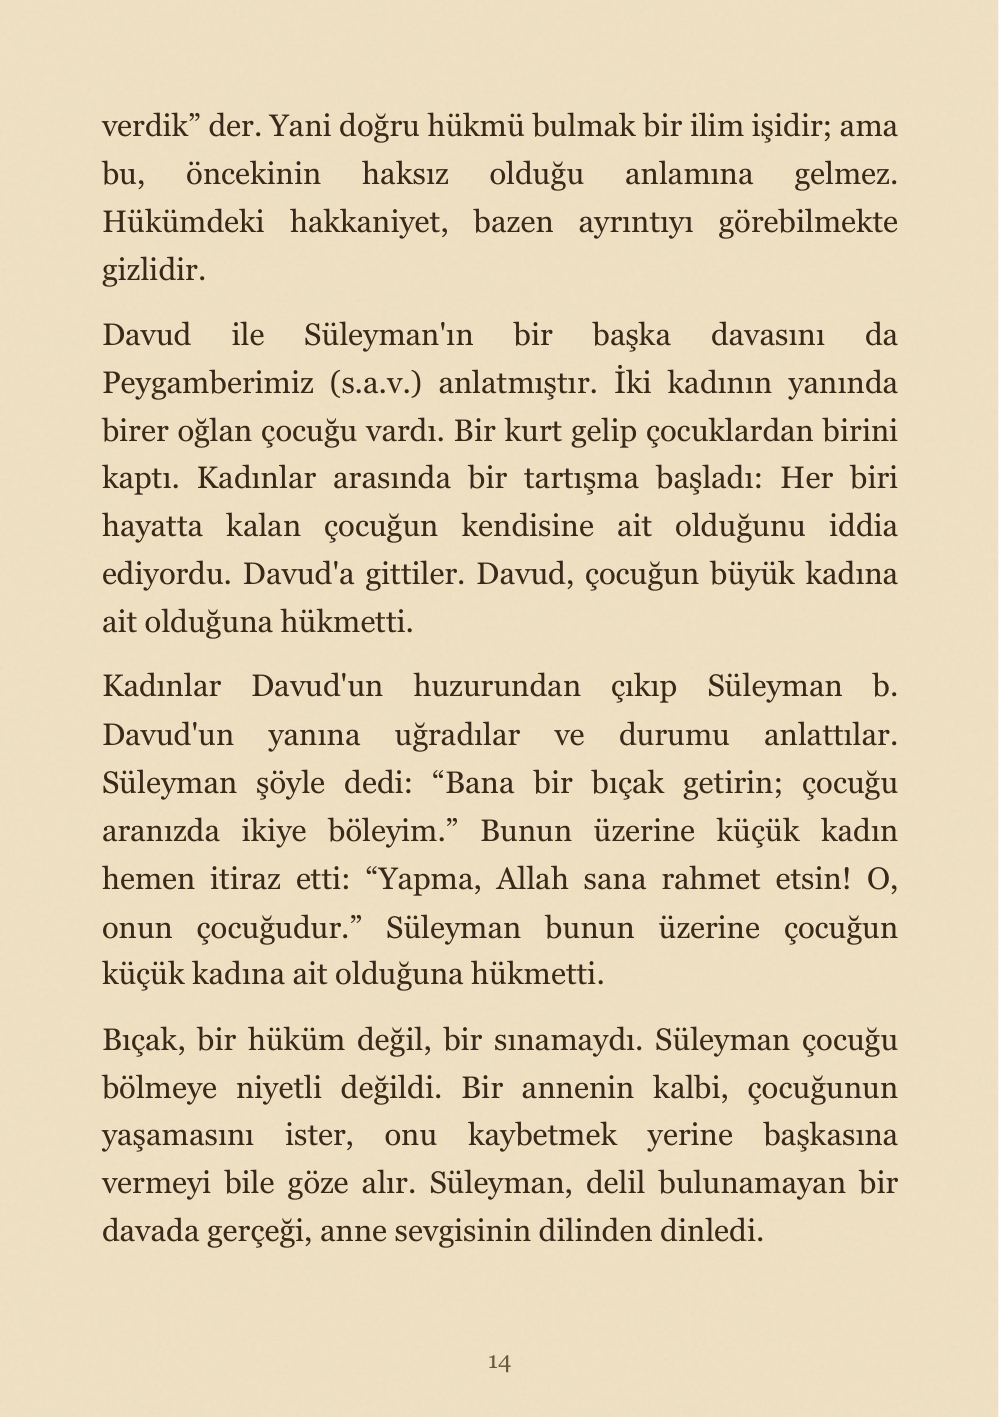 verdik” der. Yani doğru hükmü bulmak bir ilim işidir; ama
bu, öncekinin haksız olduğu anlamına gelmez.
Hükümdeki hakkaniyet, bazen ayrıntıyı görebilmekte
gizlidir.
Davud ile Süleyman'ın bir başka davasını da
Peygamberimiz (s.a.v.) anlatmıştır. İki kadının yanında
birer oğlan çocuğu vardı. Bir kurt gelip çocuklardan birini
kaptı. Kadınlar arasında bir tartışma başladı: Her biri
hayatta kalan çocuğun kendisine ait olduğunu iddia
ediyordu. Davud'a gittiler. Davud, çocuğun büyük kadına
ait olduğuna hükmetti.
Kadınlar Davud'un huzurundan çıkıp Süleyman b.
Davud'un yanına uğradılar ve durumu anlattılar.
Süleyman şöyle dedi: “Bana bir bıçak getirin; çocuğu
aranızda ikiye böleyim.” Bunun üzerine küçük kadın
hemen itiraz etti: “Yapma, Allah sana rahmet etsin! O,
onun çocuğudur.” Süleyman bunun üzerine çocuğun
küçük kadına ait olduğuna hükmetti.
Bıçak, bir hüküm değil, bir sınamaydı. Süleyman çocuğu
bölmeye niyetli değildi. Bir annenin kalbi, çocuğunun
yaşamasını ister, onu kaybetmek yerine başkasına
vermeyi bile göze alır. Süleyman, delil bulunamayan bir
davada gerçeği, anne sevgisinin dilinden dinledi.
14